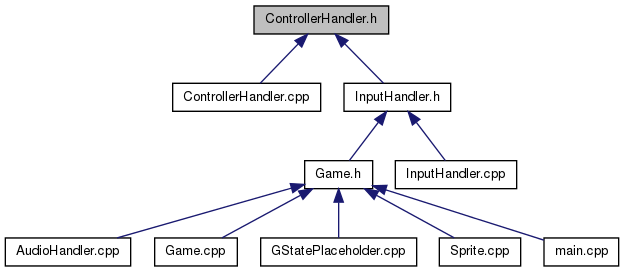 ControllerHandler.h
ControllerHandler.cpp
InputHandler.h
Game.h
InputHandler.cpp
AudioHandler.cpp
Game.cpp
GStatePlaceholder.cpp
Sprite.cpp
main.cpp